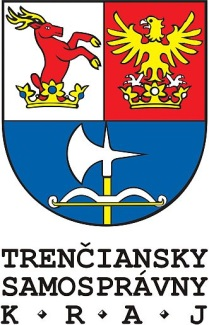 TRENČIANSKY
SAMOSPRÁVNY
K • R • A • J